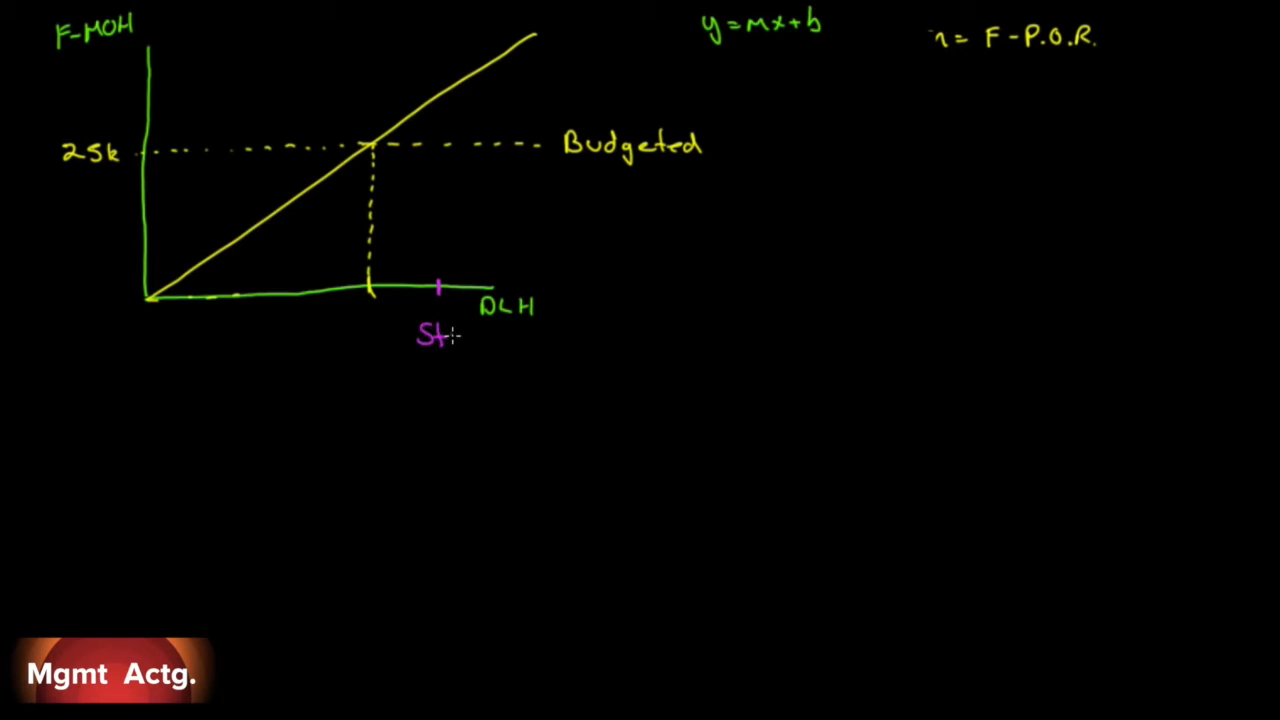 F-MOH
y=mx+b
= F-P.O.R.
25k
Budgeted
DLH
St
Mgmt Actg.